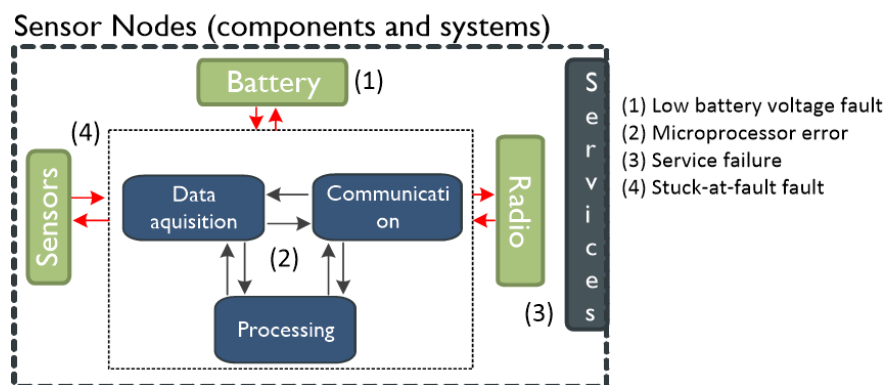 Sensor Nodes (components and systems)
Battery (1)
(4)
Sensors
Data
aquisition
Communicati
on
(2)
Processing
Radio
(3)
Services
(1) Low battery voltage fault
(2) Microprocessor error
(3) Service failure
(4) Stuck-at-fault fault